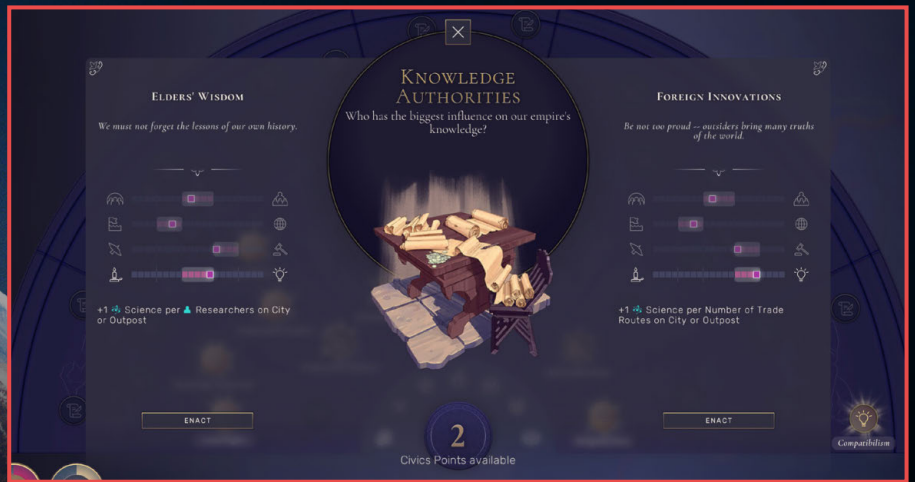 KNOWLEDGE
AUTHORITIES
Who has the biggest influence on our empire's
knowledge?
ELDERS' WISDOM
We must not forget the lessons of our own history.
+1 Science per Researchers on City
or Outpost
ENACT
FOREIGN INNOVATIONS
Be not too proud — outsiders bring many truths
of the world.
+1 Science per Number of Trade
Routes on City or Outpost
ENACT
2
Civics Points available
Compatibilism